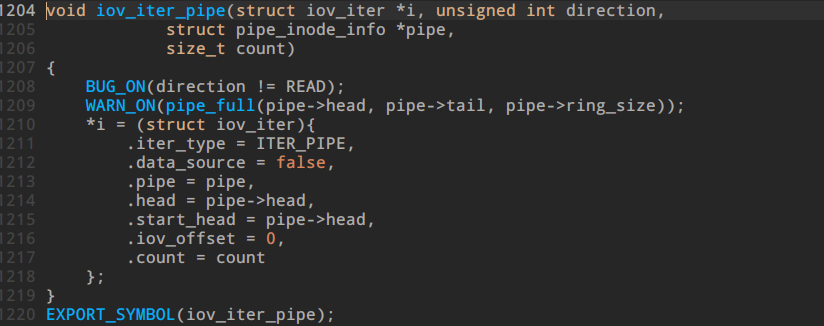 1204 void iov_iter_pipe(struct iov_iter *i, unsigned int direction,
1205             struct pipe_inode_info *pipe,
1206             size_t count)
1207 {
1208     BUG_ON(direction != READ);
1209     WARN_ON(pipe_full(pipe->head, pipe->tail, pipe->ring_size));
1210     *i = (struct iov_iter){
1211         .iter_type = ITER_PIPE,
1212         .data_source = false,
1213         .pipe = pipe,
1214         .head = pipe->head,
1215         .start_head = pipe->head,
1216         .iov_offset = 0,
1217         .count = count
1218     };
1219 }
1220 EXPORT_SYMBOL(iov_iter_pipe);